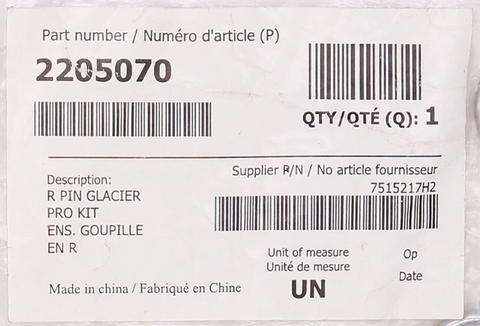 Part number / Numéro d'article (P)
2205070
QTY/QTÉ (Q): 1
Supplier P/N / No article fournisseur
7515217H2
Description:
R PIN GLACIER
PRO KIT
ENS. GOUPILLE
EN R
Unit of measure
Unité de mesure
UN
Op
Date
Made in china / Fabriqué en Chine